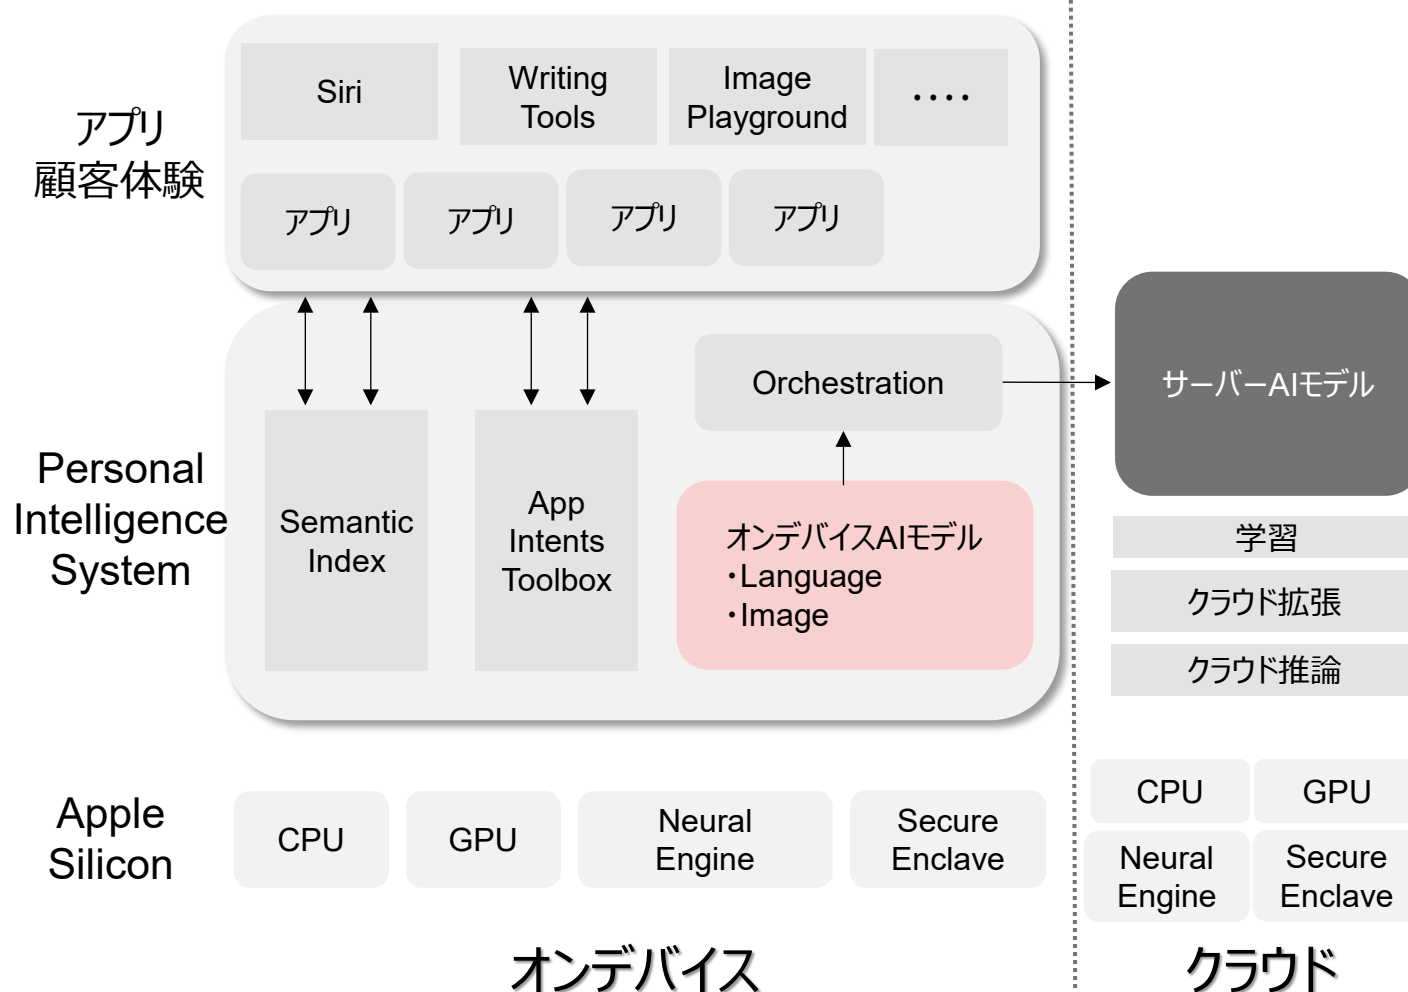 アプリ
顧客体験
Siri
Writing
Tools
Image
Playground
····
アプリ
アプリ
アプリ
アプリ
Personal
Intelligence
System
Semantic
Index
App
Intents
Toolbox
Orchestration
オンデバイスAIモデル
・Language
・Image
サーバーAIモデル
学習
クラウド拡張
クラウド推論
Apple
Silicon
CPU
GPU
Neural
Engine
Secure
Enclave
CPU
GPU
Neural
Engine
Secure
Enclave
オンデバイス
クラウド